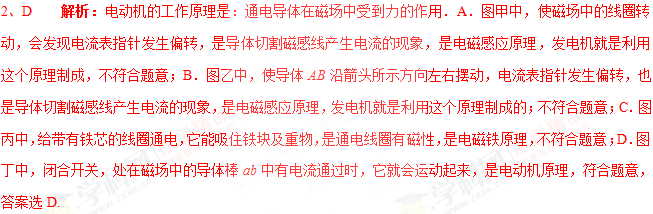 2、D 解析：电动机的工作原理是：通电导体在磁场中受到力的作用．A．图甲中，使磁场中的线圈转
动，会发现电流表指针发生偏转，是导体切割磁感线产生电流的现象，是电磁感应原理，发电机就是利用
这个原理制成，不符合题意；B．图乙中，使导体 AB 沿箭头所示方向左右摆动，电流表指针发生偏转，也
是导体切割磁感线产生电流的现象，是电磁感应原理，发电机就是利用这个原理制成的；不符合题意；C．图
丙中，给带有铁芯的线圈通电，它能吸住铁块及重物，是通电线圈有磁性，是电磁铁原理，不符合题意；D．图
丁中，闭合开关，处在磁场中的导体棒 ab 中有电流通过时，它就会运动起来，是电动机原理，符合题意，
答案选 D.